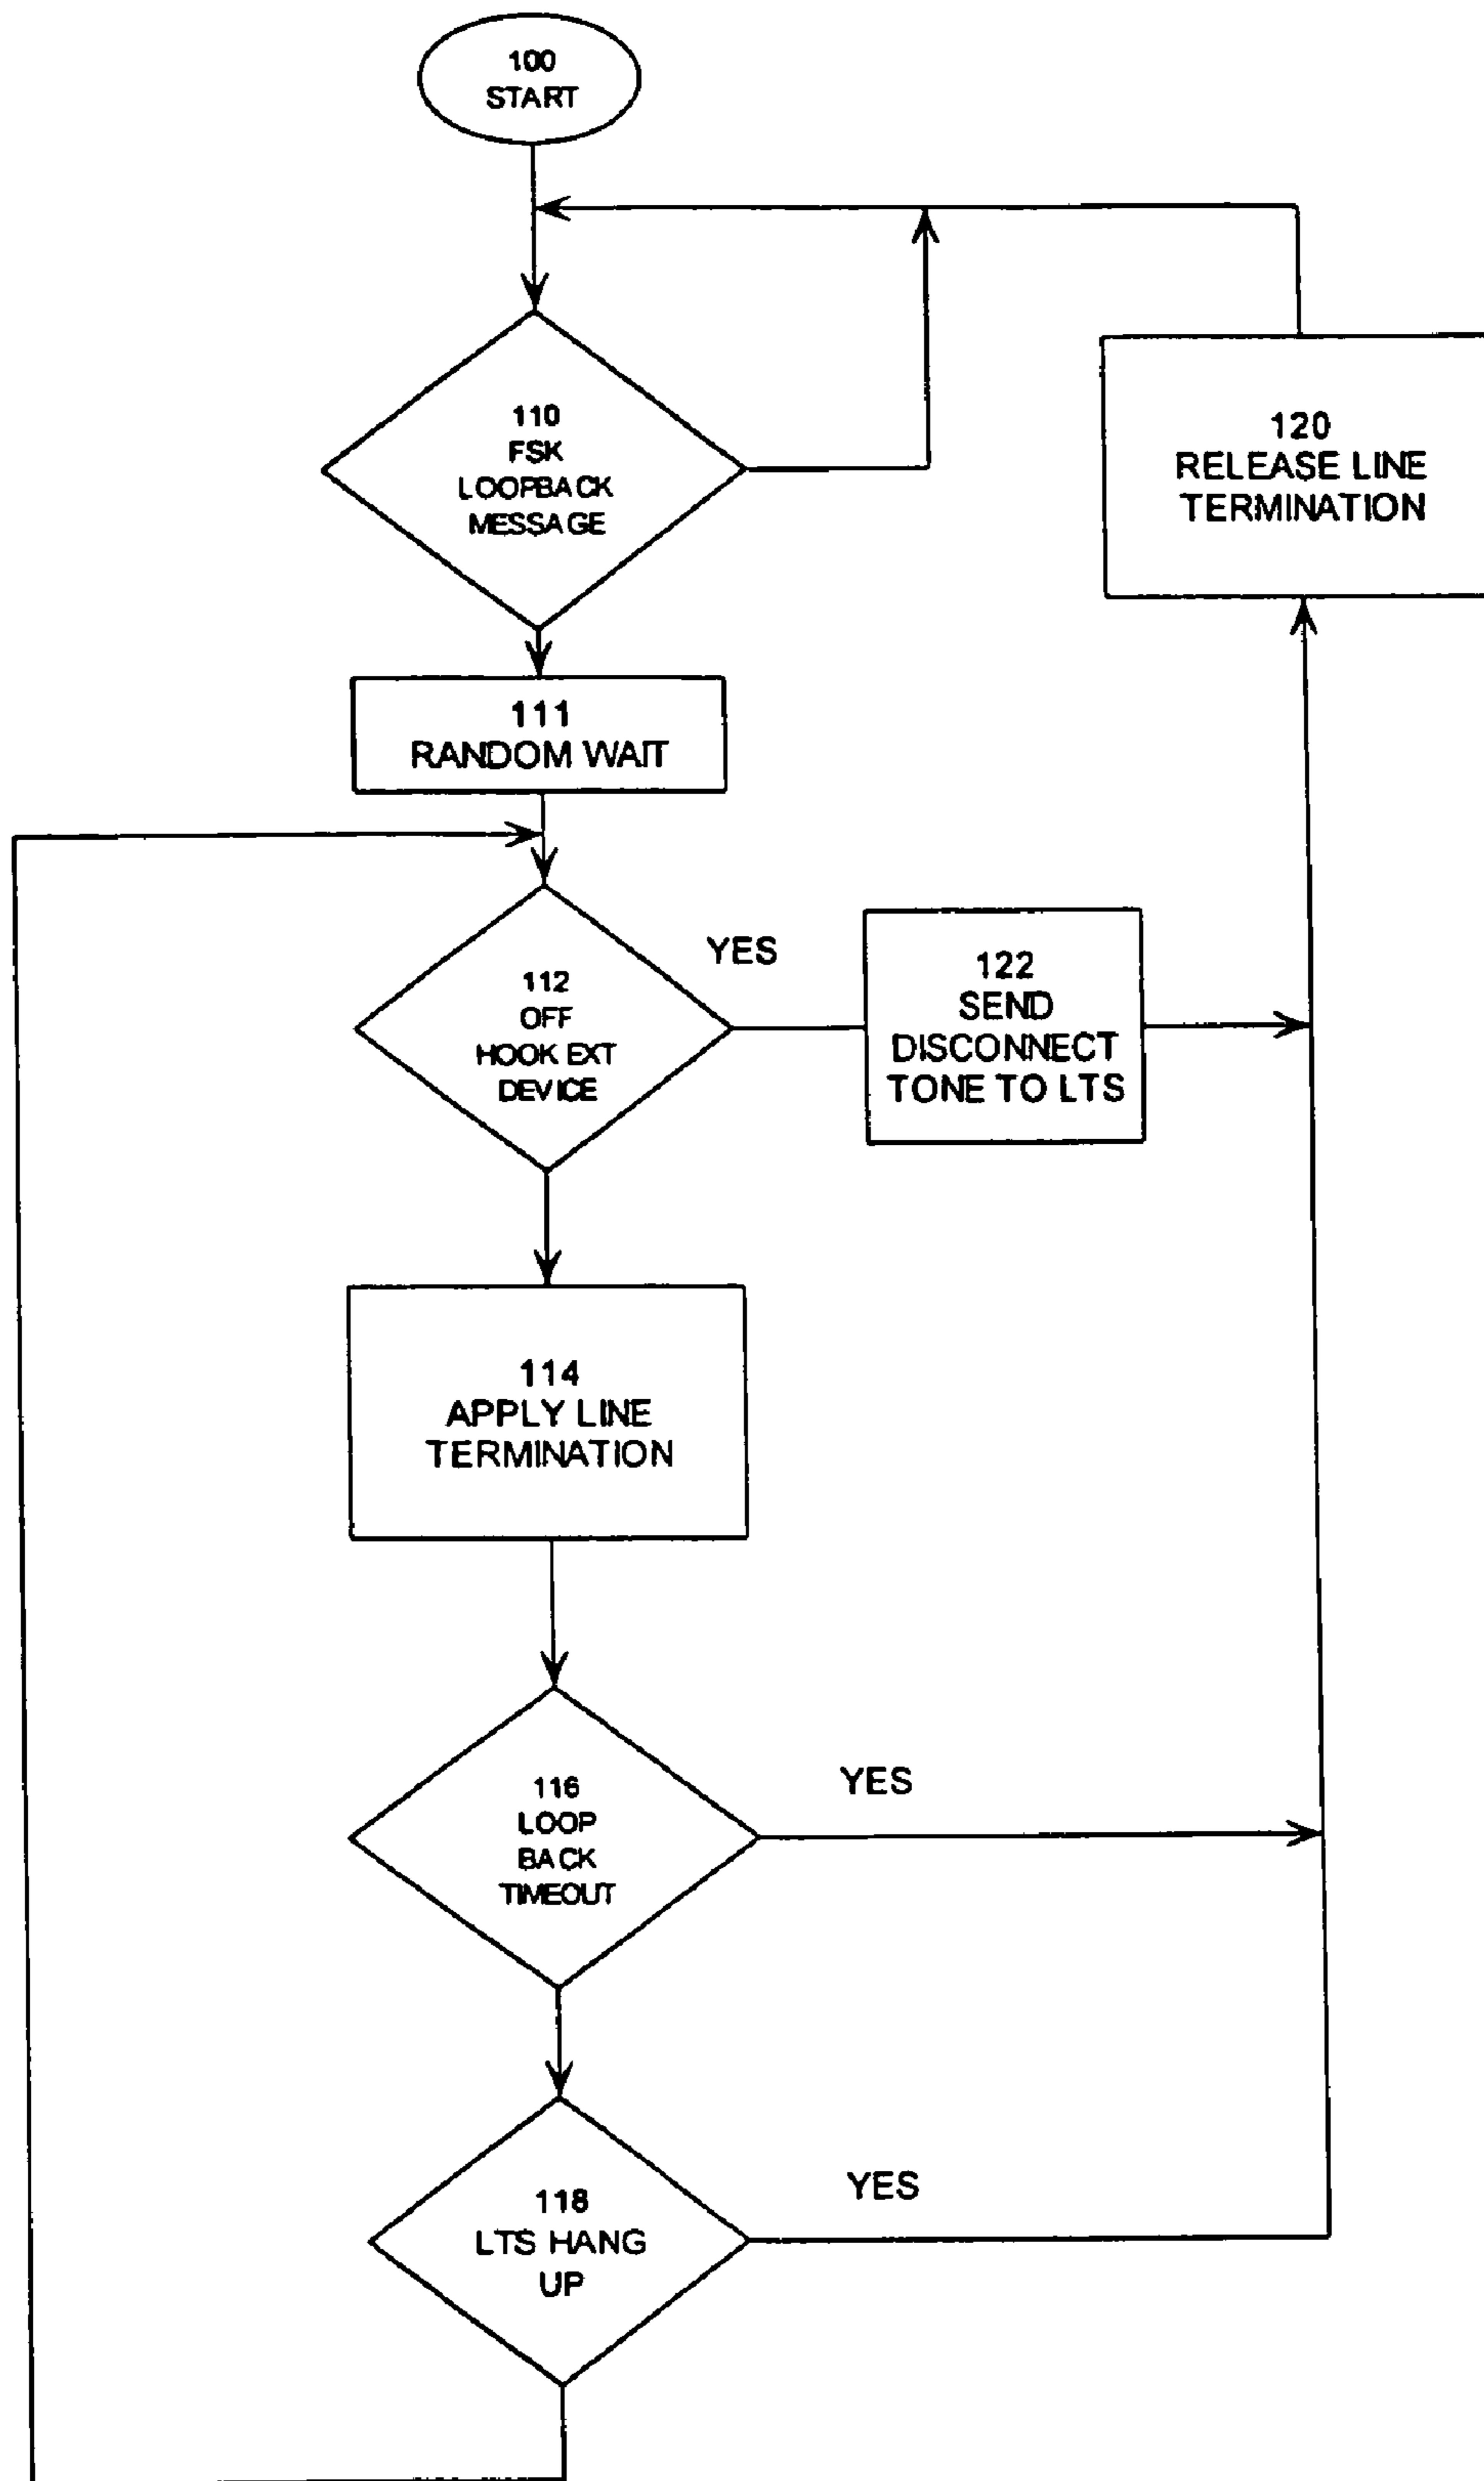 100
START
110
FSK
LOOPBACK
MESSAGE
120
RELEASE LINE
TERMINATION
111
RANDOM WAIT
112
OFF
HOOK EXT
DEVICE
YES
122
SEND
DISCONNECT
TONE TO LTS
114
APPLY LINE
TERMINATION
116
LOOP
BACK
TIMEOUT
YES
118
LTS HANG
UP
YES